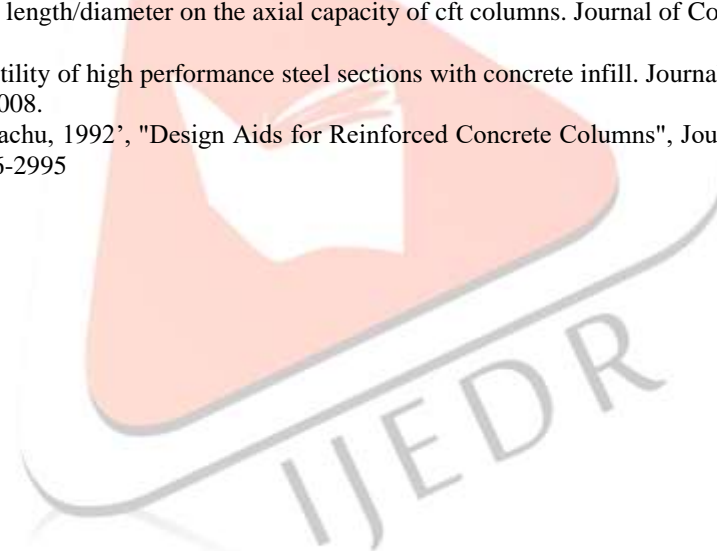 length/diameter on the axial capacity of cft columns. Journal of Co
tility of high performance steel sections with concrete infill. Journa
008.
achu, 1992’, "Design Aids for Reinforced Concrete Columns", Jou
6-2995
IJEDR